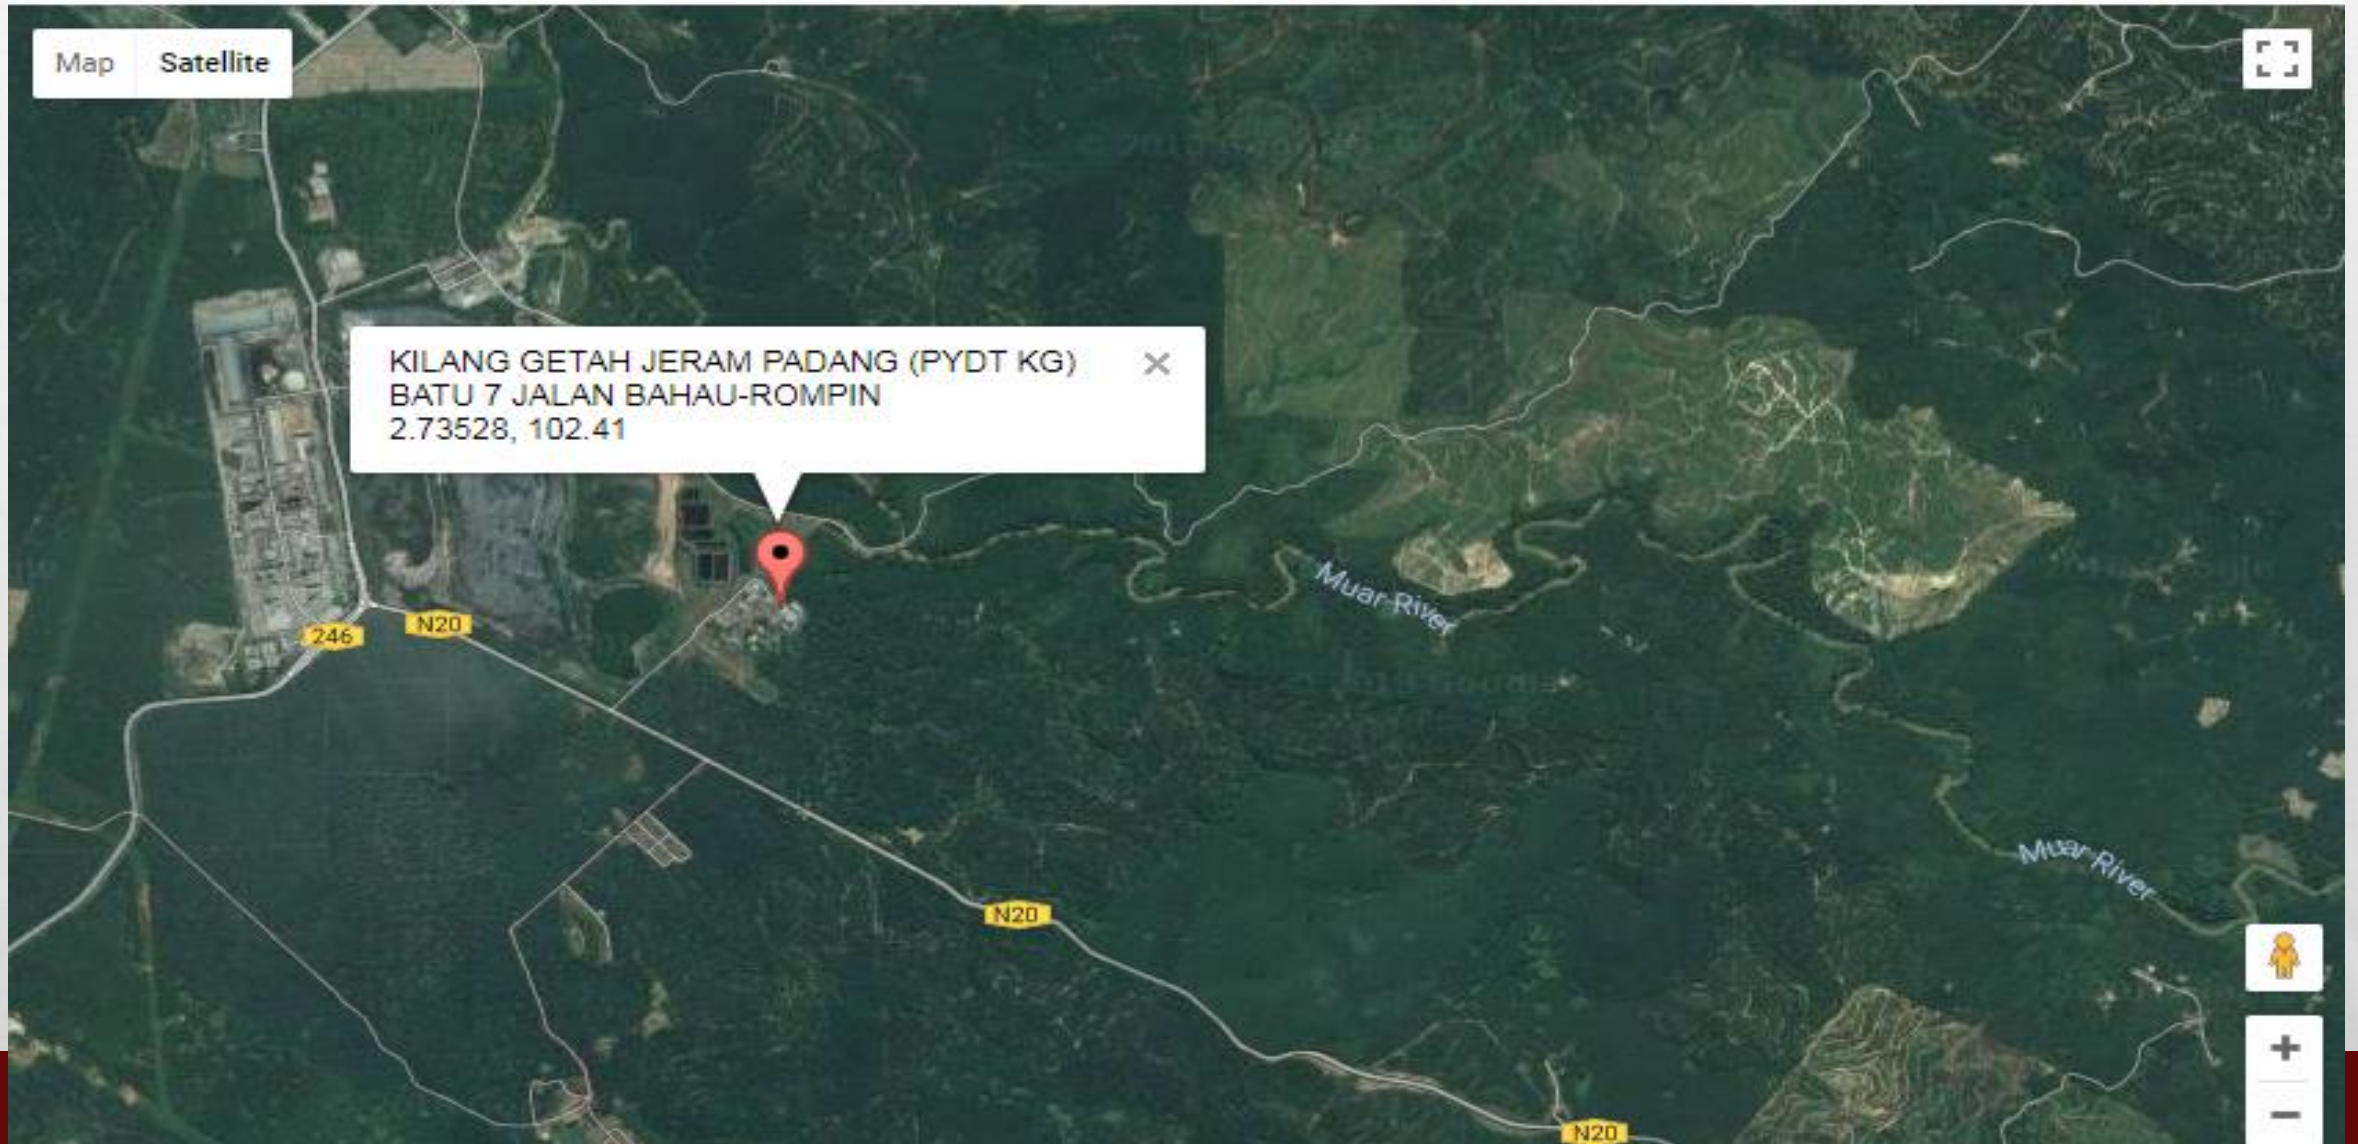 Map Satellite
KILANG GETAH JERAM PADANG (PYDT KG)
BATU 7 JALAN BAHAU-ROMPIN
2.73528, 102.41
Muar River
246
N20
Muar River
N20
N20